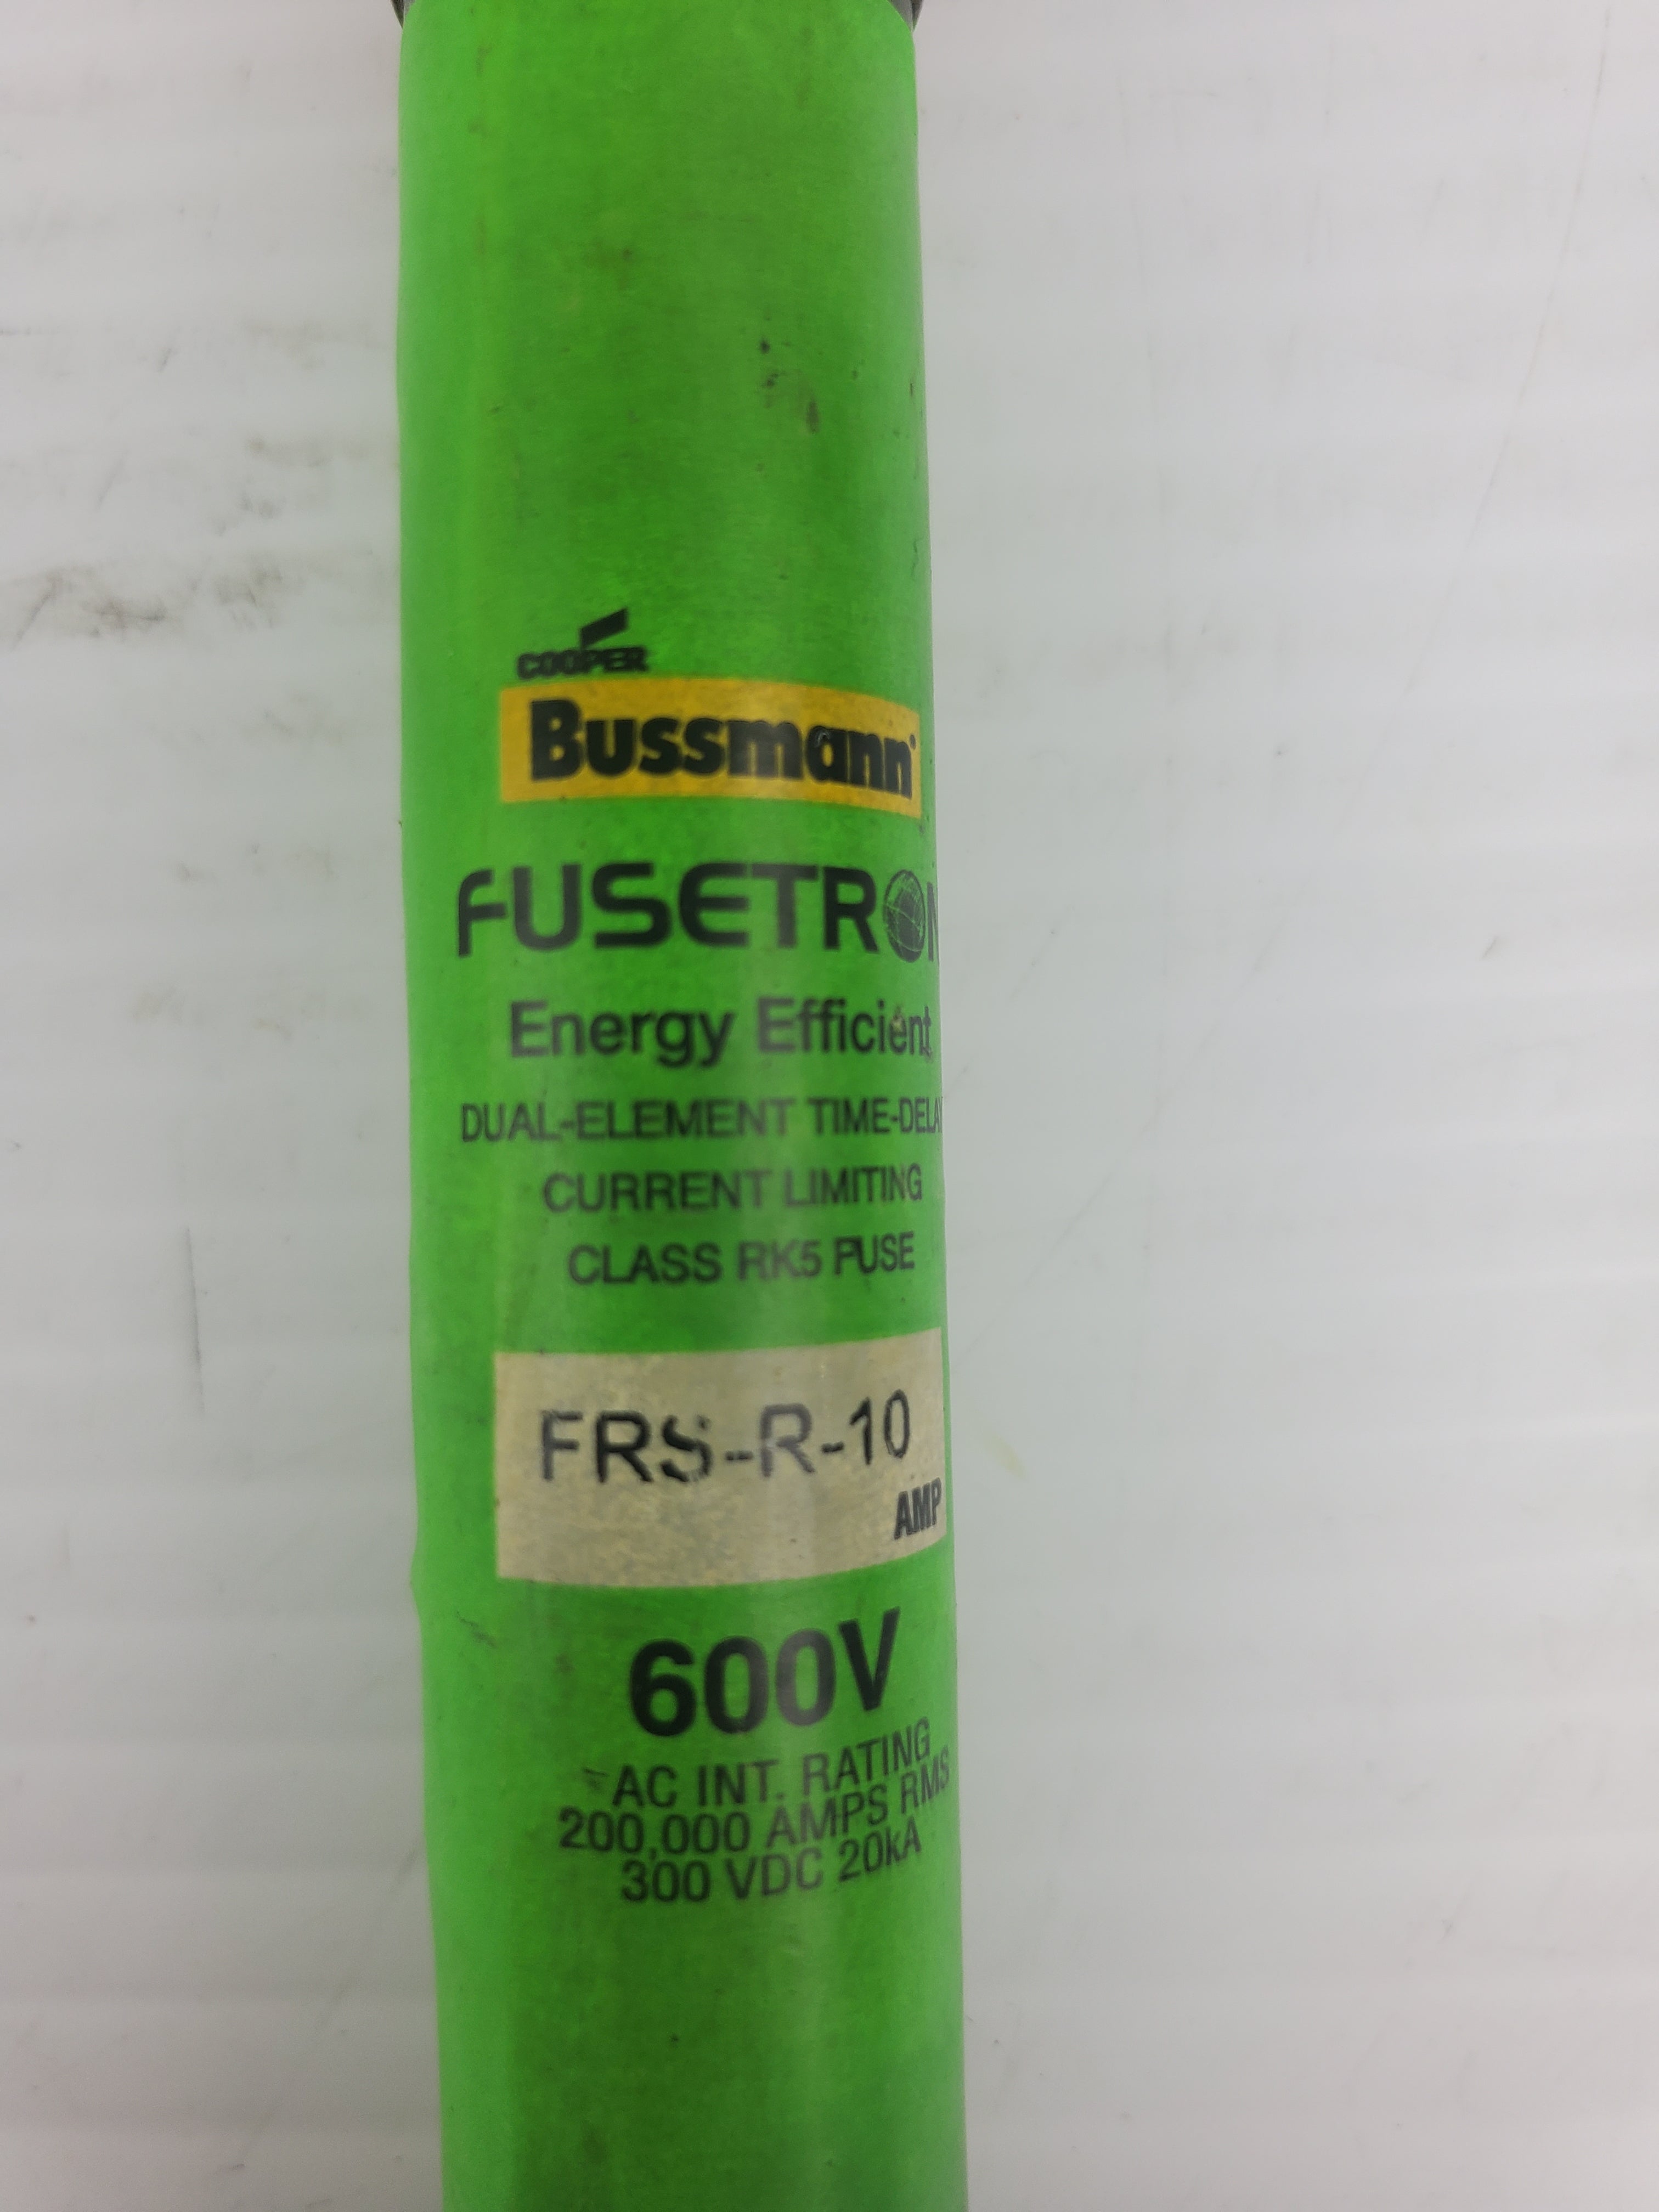 COOPER
Bussmann
FUSETRON
Energy Efficient
DUAL-ELEMENT TIME-DELAY
CURRENT LIMITING
CLASS RK5 FUSE
FRS-R-10
AMP
600V
AC INT. RATING
200,000 AMPS RMS
300 VDC 20kA